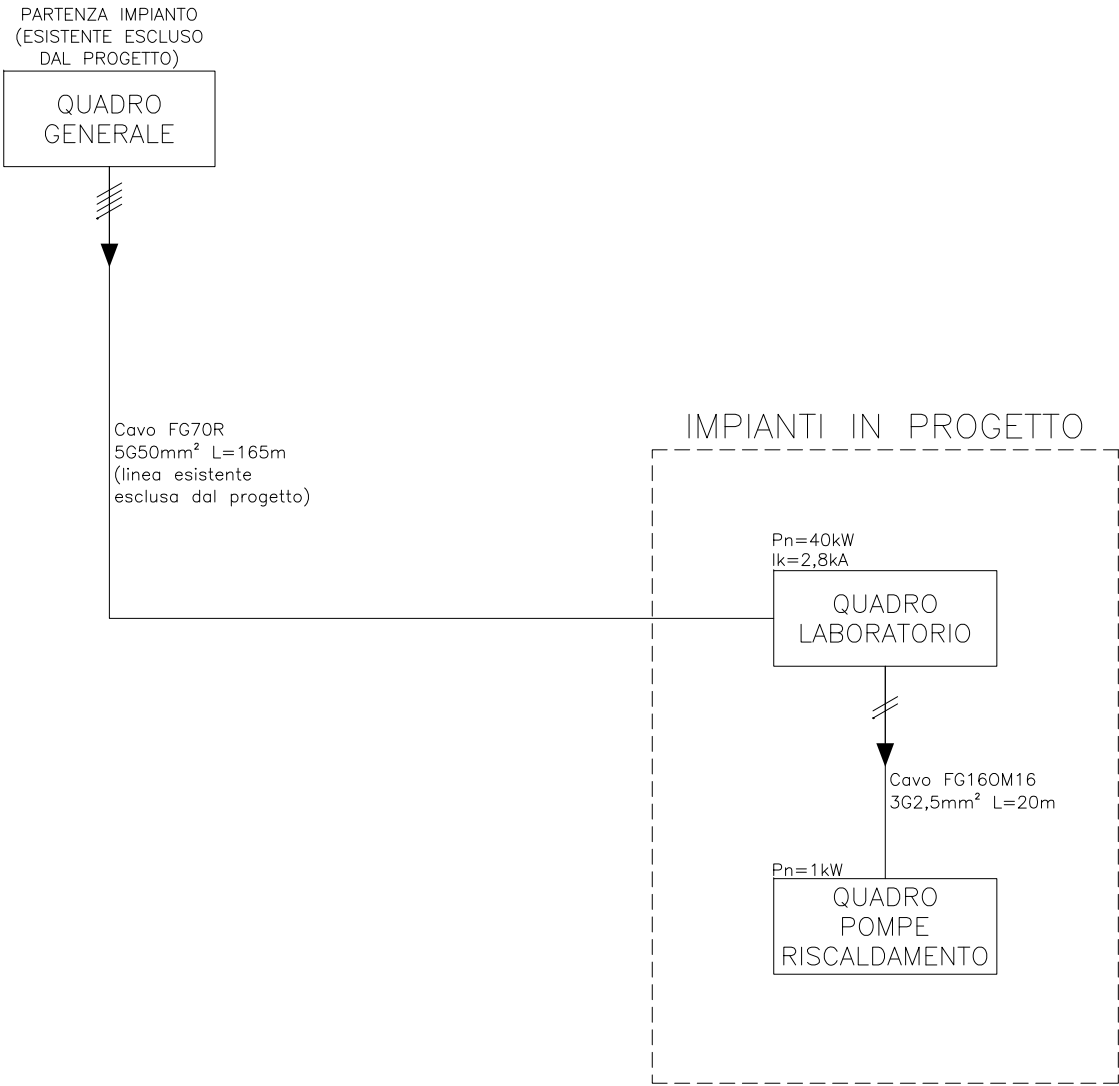 PARTENZA IMPIANTO
(ESISTENTE ESCLUSO
DAL PROGETTO)
QUADRO
GENERALE
Cavo FG7OR
5G50mm² L=165m
(linea esistente
esclusa dal progetto)
IMPIANTI IN PROGETTO
Pn=40kW
Ik=2,8kA
QUADRO
LABORATORIO
Cavo FG16OM16
3G2,5mm² L=20m
Pn=1kW
QUADRO
POMPE
RISCALDAMENTO